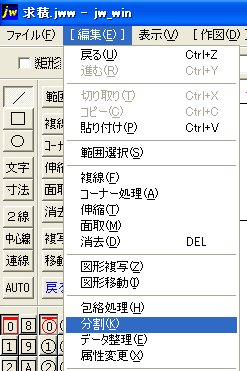 求積.jww - jw_win
ファイル(F) [編集(E)] 表示(V) [作図(D)]
矩形
／ 範囲
□ 複線
○ コーナー
文字 伸縮
寸法 面取
２線 消去
中心線 複写
連線 移動
AUTO 戻る
戻る(U) Ctrl+Z
進む(R) Ctrl+Y
切り取り(T) Ctrl+X
コピー(C) Ctrl+C
貼り付け(P) Ctrl+V
範囲選択(S)
複線(F)
コーナー処理(A)
伸縮(T)
面取(M)
消去(D) DEL
図形複写(Z)
図形移動(I)
包絡処理(H)
分割(K)
データ整理(E)
属性変更(X)
0 8 0
1 9 1
2 A 2